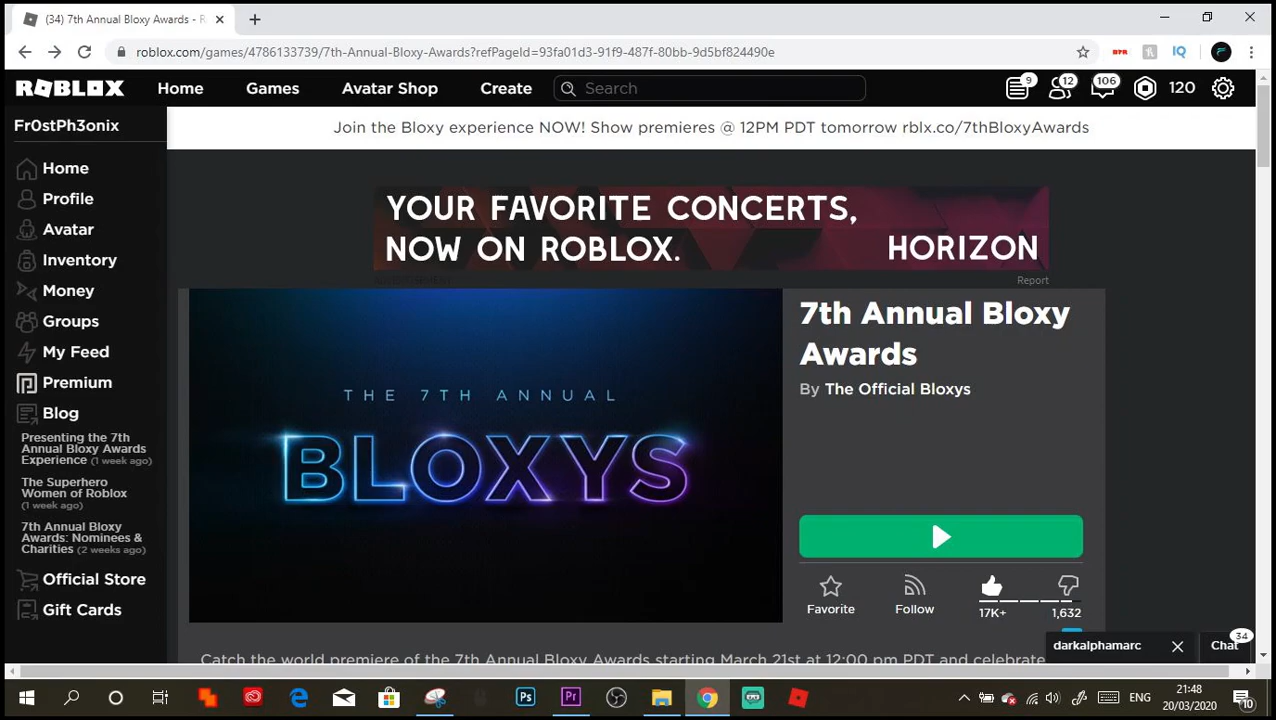 (34) 7th Annual Bloxy Awards - R
roblox.com/games/4786133739/7th-Annual-Bloxy-Awards?refPageId=93fa01d3-91f9-487f-80bb-9d5bf824490e
IQ
ROBLOX
Home
Games
Avatar Shop
Create
Search
9
12
106
120
Fr0stPh3onix
Join the Bloxy experience NOW! Show premieres @ 12PM PDT tomorrow rblx.co/7thBloxyAwards
Home
Profile
Avatar
Inventory
Money
Groups
My Feed
Premium
Blog
Presenting the 7th
Annual Bloxy Awards
Experience (1 week ago)
The Superhero
Women of Roblox
(1 week ago)
7th Annual Bloxy
Awards: Nominees &
Charities (2 weeks ago)
Official Store
Gift Cards
YOUR FAVORITE CONCERTS,
NOW ON ROBLOX.
HORIZON
ADVERTISEMENT
Report
THE 7TH ANNUAL
BLOXYS
7th Annual Bloxy
Awards
By The Official Bloxys
Favorite
Follow
17K+
1,632
Catch the world premiere of the 7th Annual Bloxy Awards starting March 21st at 12:00 pm PDT and celebrate
darkalphamarc
Chat
34
Ps
Pr
ENG
21:48
20/03/2020
10